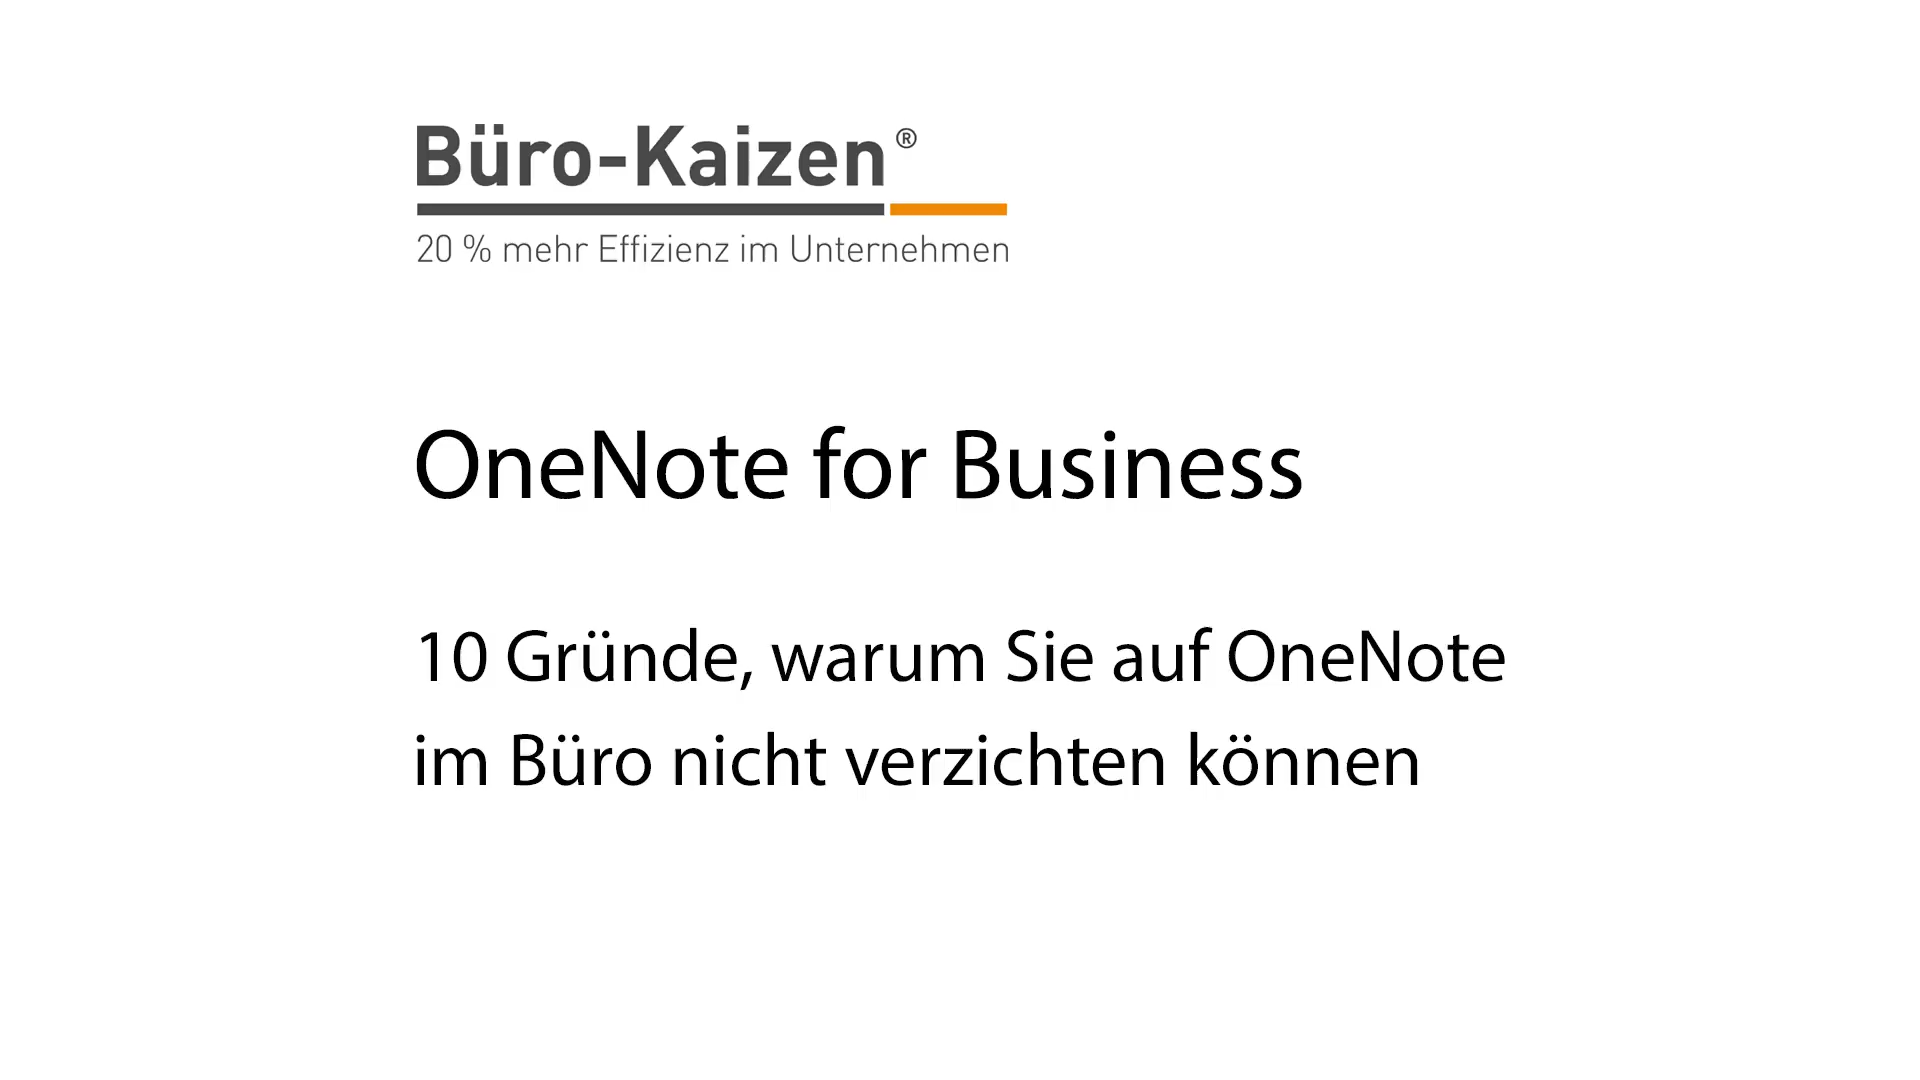 Büro-Kaizen®
20 % mehr Effizienz im Unternehmen
OneNote for Business
10 Gründe, warum Sie auf OneNote
im Büro nicht verzichten können